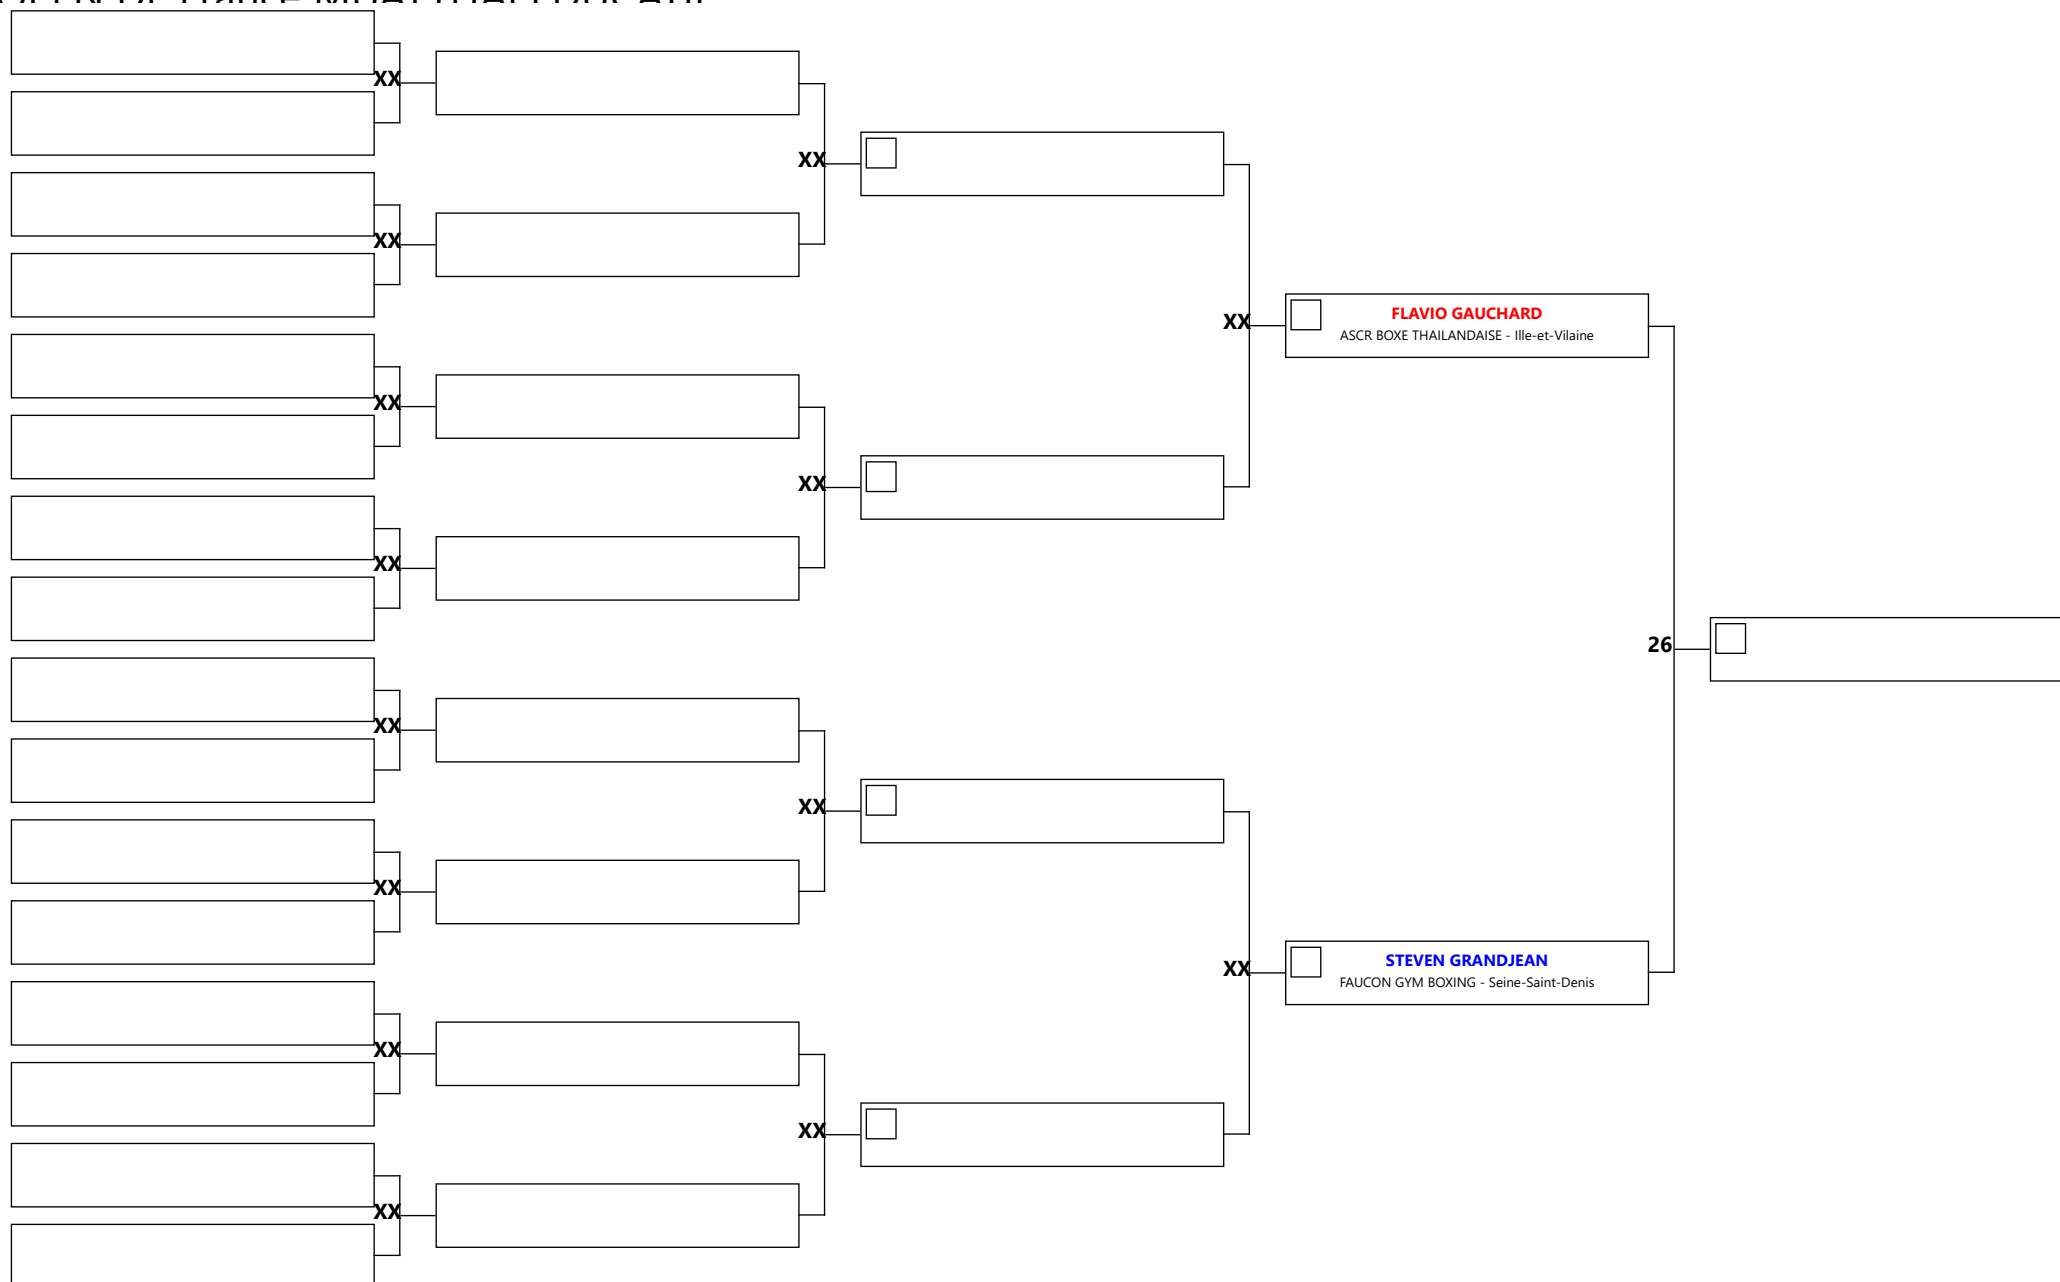 XX
XX
XX
XX
XX
XX
XX
XX
XX
XX
XX
XX
XX
FLAVIO GAUCHARD
ASCR BOXE THAILANDAISE - Ille-et-Vilaine
26
XX
STEVEN GRANDJEAN
FAUCON GYM BOXING - Seine-Saint-Denis